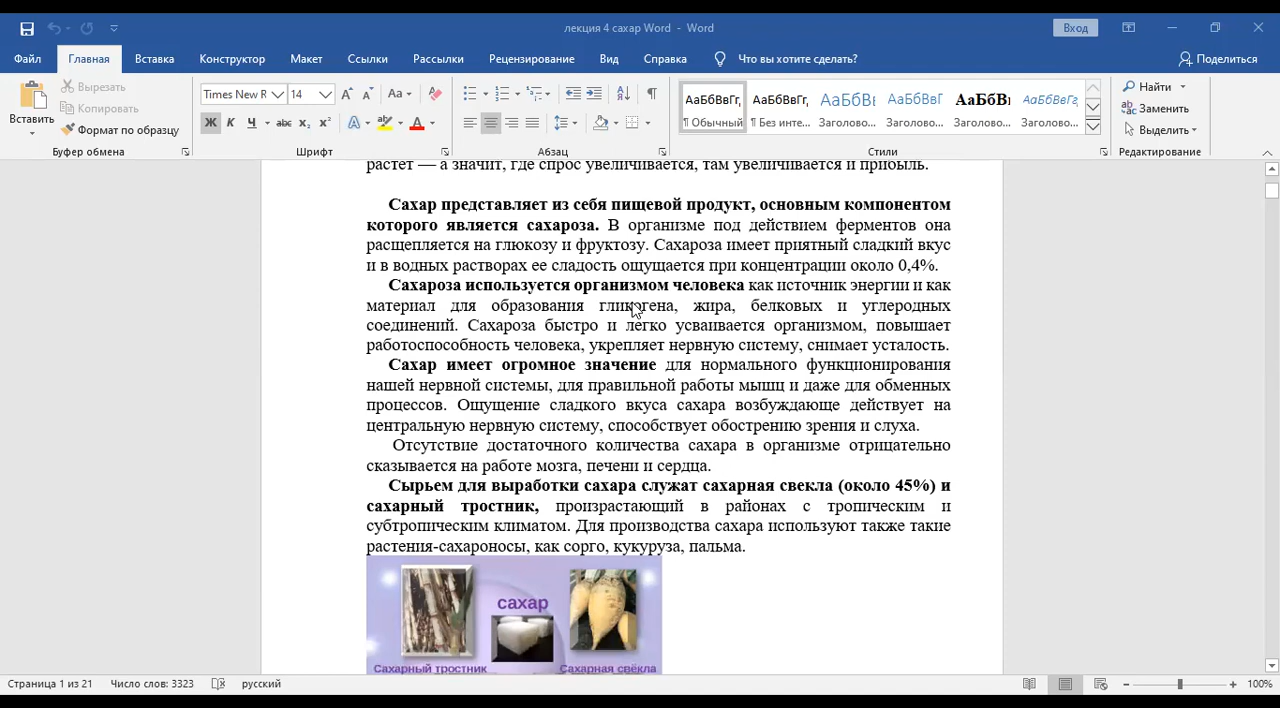 лекция 4 сахар Word - Word
Вход
Файл Главная Вставка Конструктор Макет Ссылки Рассылки Рецензирование Вид Справка Что вы хотите сделать? Поделиться
Вставить
Вырезать
Копировать
Формат по образцу
Буфер обмена
Times New R 14
Аа
Ж К Ч abc x₂ x²
Шрифт
Абзац
АаБбВвГг, АаБбВвГг, АаБбВı АаБбВвГ АаБбВı АаБбВвГг
¶ Обычный ¶ Без инте... Заголово... Заголово... Заголово... Заголово...
Стили
Найти
Заменить
Выделить
Редактирование
растет — а значит, где спрос увеличивается, там увеличивается и прибыль.
Сахар представляет из себя пищевой продукт, основным компонентом
которого является сахароза. В организме под действием ферментов она
расщепляется на глюкозу и фруктозу. Сахароза имеет приятный сладкий вкус
и в водных растворах ее сладость ощущается при концентрации около 0,4%.
Сахароза используется организмом человека как источник энергии и как
материал для образования гликогена, жира, белковых и углеродных
соединений. Сахароза быстро и легко усваивается организмом, повышает
работоспособность человека, укрепляет нервную систему, снимает усталость.
Сахар имеет огромное значение для нормального функционирования
нашей нервной системы, для правильной работы мышц и даже для обменных
процессов. Ощущение сладкого вкуса сахара возбуждающе действует на
центральную нервную систему, способствует обострению зрения и слуха.
Отсутствие достаточного количества сахара в организме отрицательно
сказывается на работе мозга, печени и сердца.
Сырьем для выработки сахара служат сахарная свекла (около 45%) и
сахарный тростник, произрастающий в районах с тропическим и
субтропическим климатом. Для производства сахара используют также такие
растения-сахароносы, как сорго, кукуруза, пальма.
сахар
Сахарный тростник Сахарная свёкла
Страница 1 из 21 Число слов: 3323 русский 100%